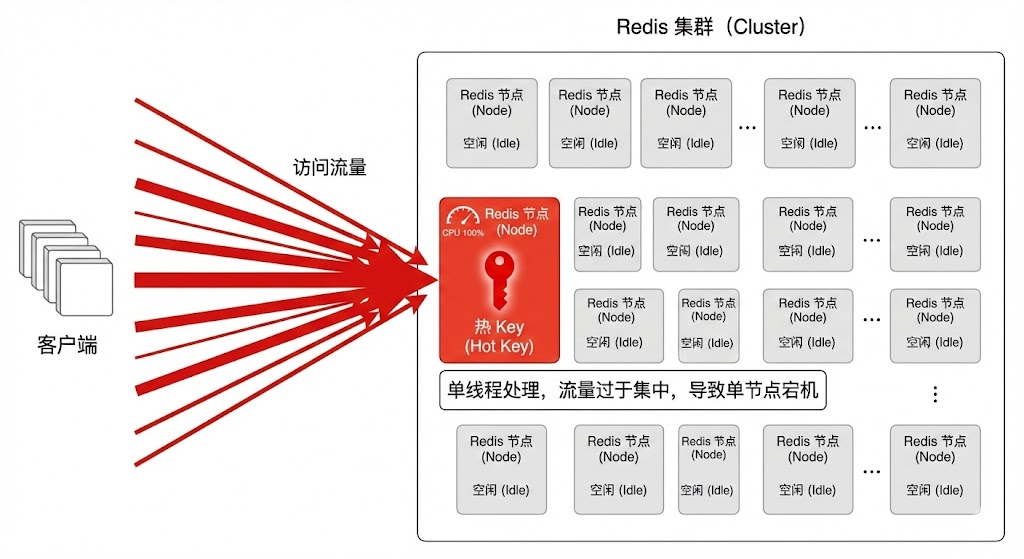 Redis 集群（Cluster）
Redis 节点
(Node)
空闲 (Idle)
Redis 节点
(Node)
空闲 (Idle)
Redis 节点
(Node)
空闲 (Idle)
...
Redis 节点
(Node)
空闲 (Idle)
...
Redis 节点
(Node)
空闲 (Idle)
访问流量
客户端
CPU 100%
Redis 节点
(Node)
热 Key
(Hot Key)
Redis 节点
(Node)
空闲 (Idle)
Redis 节点
(Node)
空闲 (Idle)
Redis 节点
(Node)
空闲 (Idle)
...
Redis 节点
(Node)
空闲 (Idle)
Redis 节点
(Node)
空闲 (Idle)
Redis 节点
(Node)
空闲 (Idle)
Redis 节点
(Node)
空闲 (Idle)
...
Redis 节点
(Node)
空闲 (Idle)
单线程处理，流量过于集中，导致单节点宕机
⋮
Redis 节点
(Node)
空闲 (Idle)
Redis 节点
(Node)
空闲 (Idle)
Redis 节点
(Node)
空闲 (Idle)
Redis 节点
(Node)
空闲 (Idle)
...
Redis 节点
(Node)
空闲 (Idle)